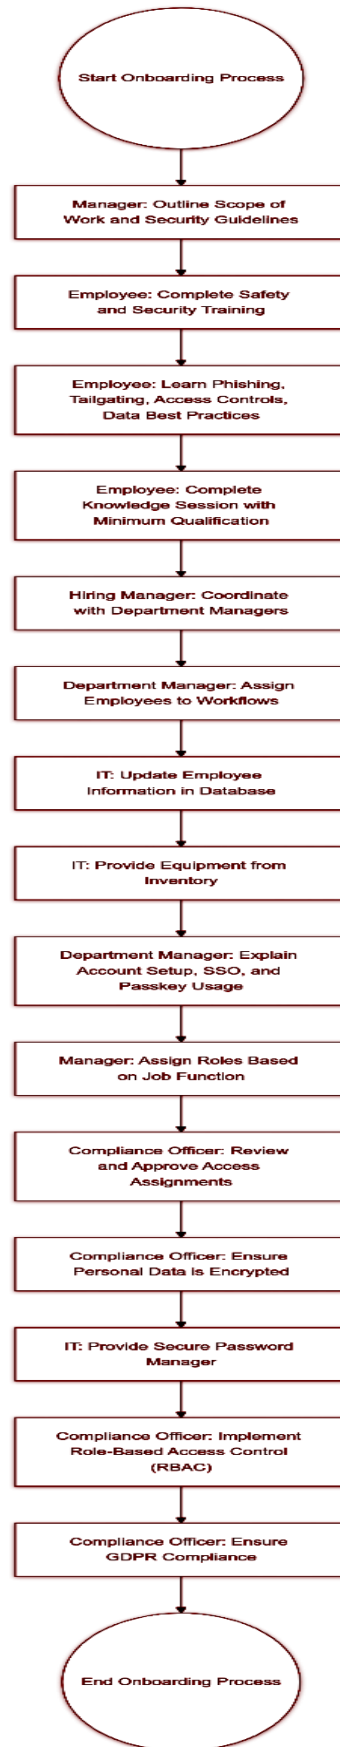 Start Onboarding Process
Manager: Outline Scope of
Work and Security Guidelines
Employee: Complete Safety
and Security Training
Employee: Learn Phishing,
Tailgating, Access Controls,
Data Best Practices
Employee: Complete
Knowledge Session with
Minimum Qualification
Hiring Manager: Coordinate
with Department Managers
Department Manager: Assign
Employees to Workflows
IT: Update Employee
Information in Database
IT: Provide Equipment from
Inventory
Department Manager: Explain
Account Setup, SSO, and
Passkey Usage
Manager: Assign Roles Based
on Job Function
Compliance Officer: Review
and Approve Access
Assignments
Compliance Officer: Ensure
Personal Data is Encrypted
IT: Provide Secure Password
Manager
Compliance Officer: Implement
Role-Based Access Control
(RBAC)
Compliance Officer: Ensure
GDPR Compliance
End Onboarding Process